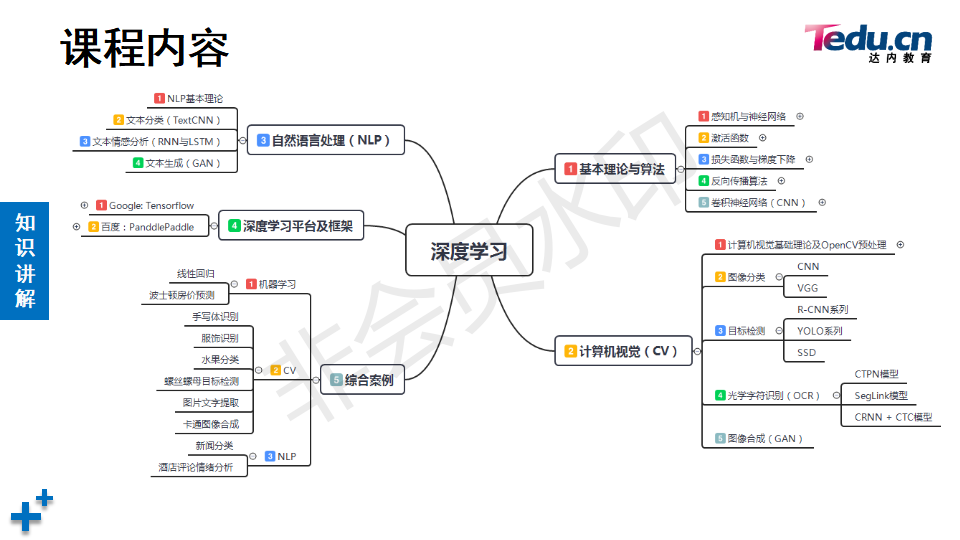 课程内容
Tedu.cn
达内教育
知识讲解
深度学习
1 基本理论与算法
1 感知机与神经网络
2 激活函数
3 损失函数与梯度下降
4 反向传播算法
5 卷积神经网络（CNN）
2 计算机视觉（CV）
1 计算机视觉基础理论及OpenCV预处理
2 图像分类
CNN
VGG
3 目标检测
R-CNN系列
YOLO系列
SSD
4 光学字符识别（OCR）
CTPN模型
SegLink模型
CRNN + CTC模型
5 图像合成（GAN）
3 自然语言处理（NLP）
1 NLP基本理论
2 文本分类（TextCNN）
3 文本情感分析（RNN与LSTM）
4 文本生成（GAN）
4 深度学习平台及框架
1 Google: Tensorflow
2 百度：PanddlePaddle
5 综合案例
1 机器学习
线性回归
波士顿房价预测
2 CV
手写体识别
服饰识别
水果分类
螺丝螺母目标检测
图片文字提取
卡通图像合成
3 NLP
新闻分类
酒店评论情绪分析
非会员水印